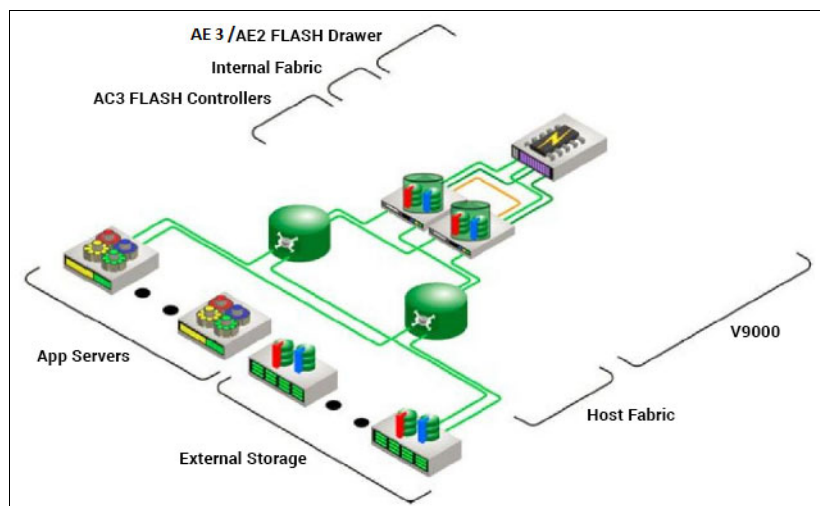 AE 3/AE2 FLASH Drawer
Internal Fabric
AC3 FLASH Controllers
V9000
App Servers
Host Fabric
External Storage